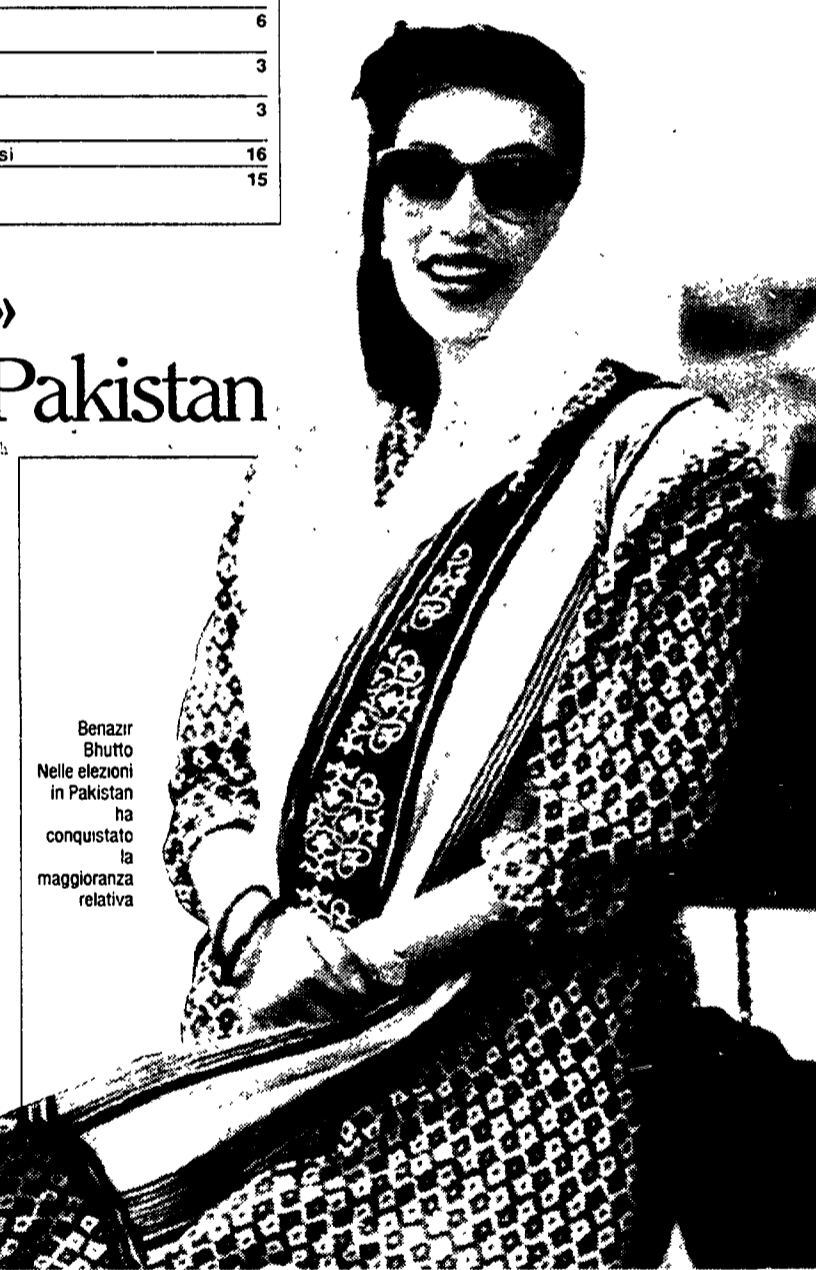 6
3
3
si 16
15
»
Pakistan
Benazir
Bhutto
Nelle elezioni
in Pakistan
ha
conquistato
la
maggioranza
relativa